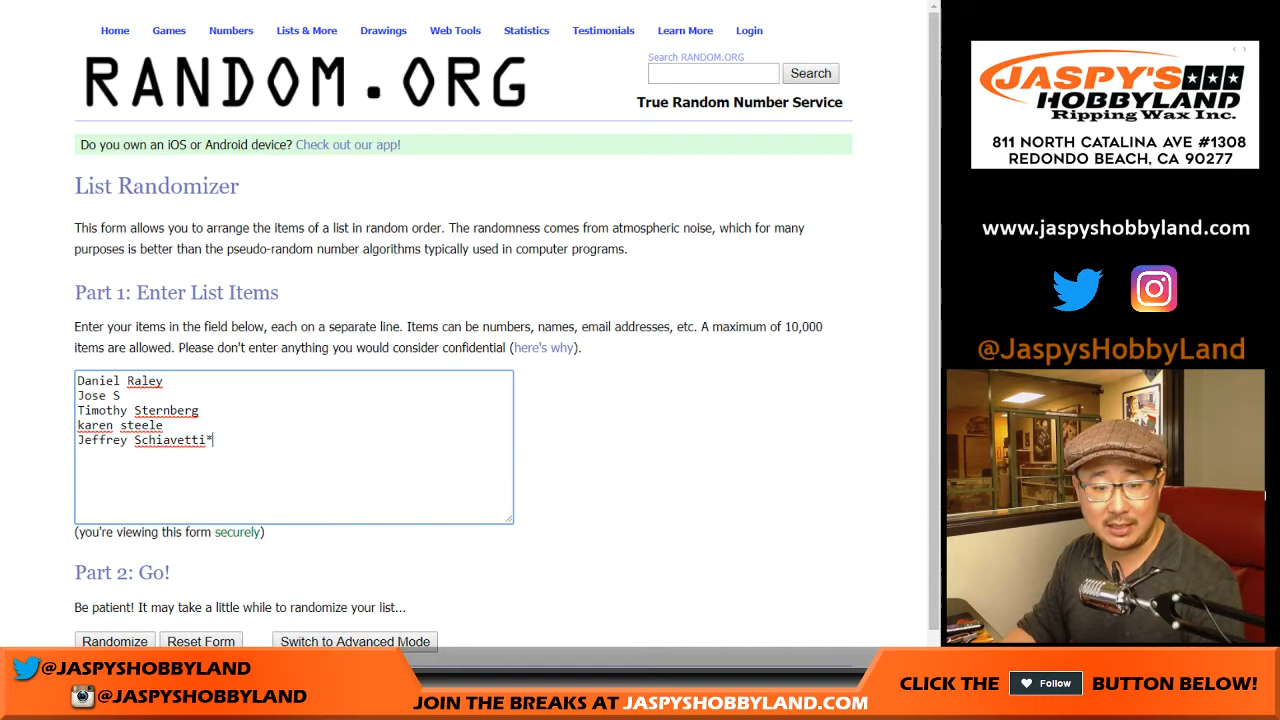 Home Games Numbers Lists & More Drawings Web Tools Statistics Testimonials Learn More Login
RANDOM.ORG
Search RANDOM.ORG
Search
True Random Number Service
Do you own an iOS or Android device? Check out our app!
List Randomizer
This form allows you to arrange the items of a list in random order. The randomness comes from atmospheric noise, which for many
purposes is better than the pseudo-random number algorithms typically used in computer programs.
Part 1: Enter List Items
Enter your items in the field below, each on a separate line. Items can be numbers, names, email addresses, etc. A maximum of 10,000
items are allowed. Please don't enter anything you would consider confidential (here's why).
Daniel Raley
Jose S
Timothy Sternberg
karen steele
Jeffrey Schiavetti*
(you're viewing this form securely)
Part 2: Go!
Be patient! It may take a little while to randomize your list...
Randomize Reset Form Switch to Advanced Mode
JASPY'S
HOBBYLAND
Ripping Wax Inc.
811 NORTH CATALINA AVE #1308
REDONDO BEACH, CA 90277
www.jaspyshobbyland.com
@JaspysHobbyLand
@JASPYSHOBBYLAND
@JASPYSHOBBYLAND
JOIN THE BREAKS AT JASPYSHOBBYLAND.COM
CLICK THE Follow BUTTON BELOW!